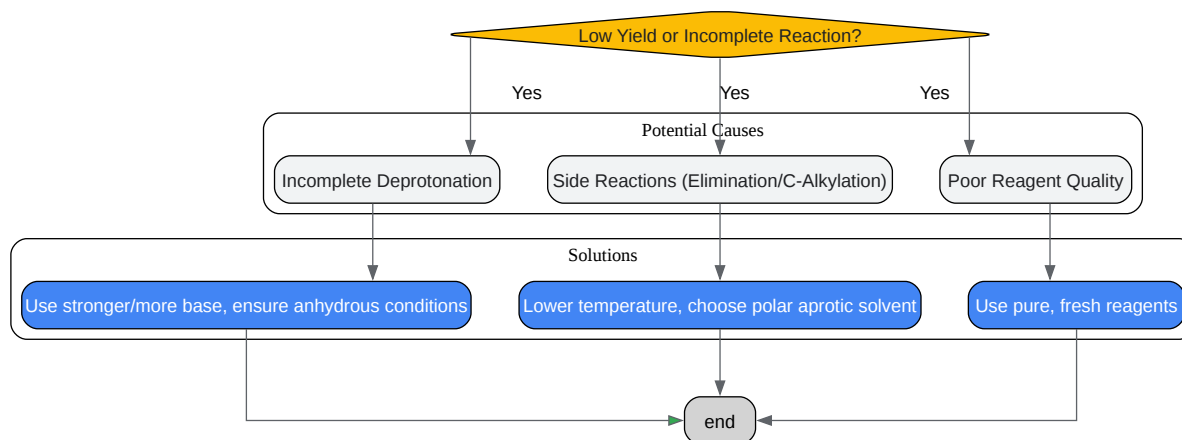 Low Yield or Incomplete Reaction?
Yes
Yes
Yes
Potential Causes
Incomplete Deprotonation
Side Reactions (Elimination/C-Alkylation)
Poor Reagent Quality
Solutions
Use stronger/more base, ensure anhydrous conditions
Lower temperature, choose polar aprotic solvent
Use pure, fresh reagents
end